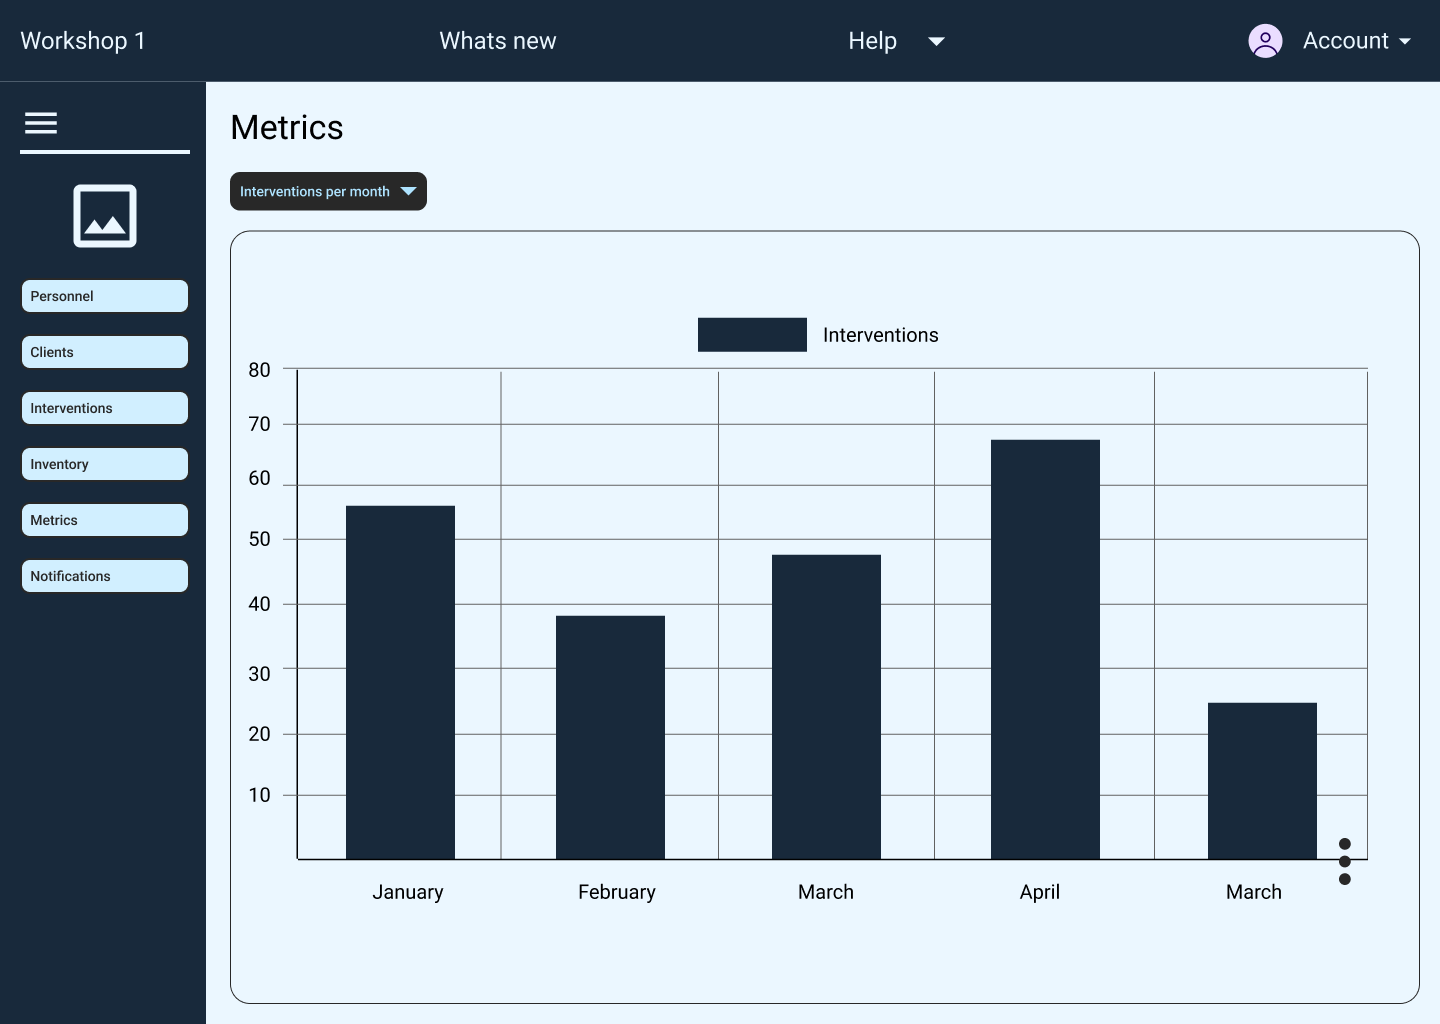 Workshop 1
Whats new
Help
Account
Metrics
Interventions per month
Personnel
Clients
Interventions
Inventory
Metrics
Notifications
Interventions
80
70
60
50
40
30
20
10
January
February
March
April
March